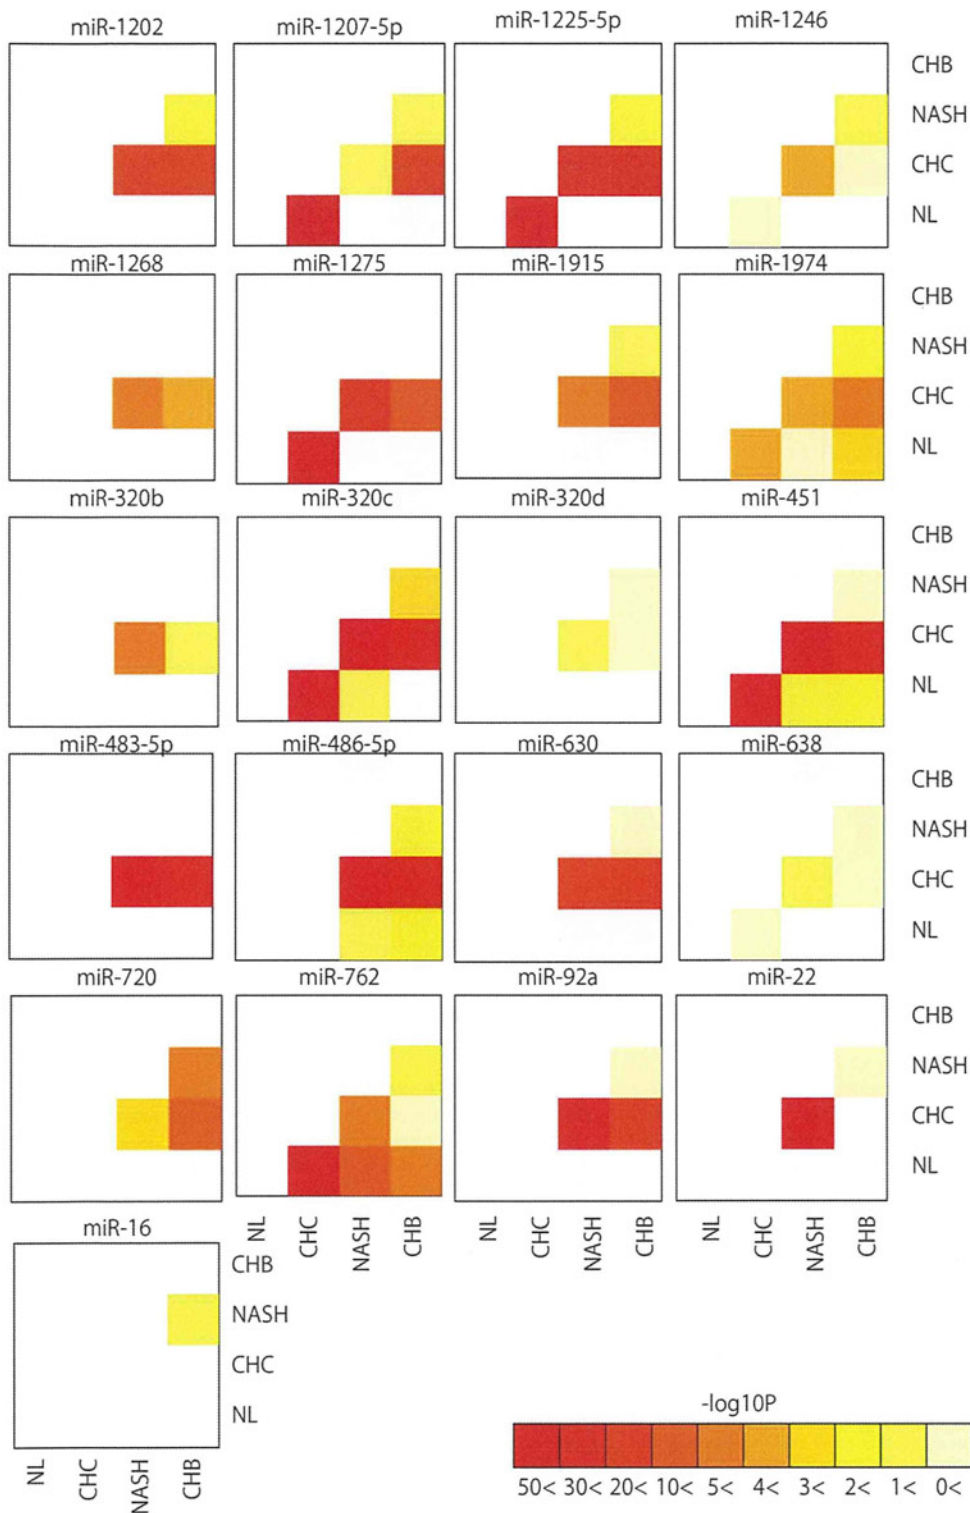 miR-1202 miR-1207-5p miR-1225-5p miR-1246
CHB
NASH
CHC
NL
miR-1268 miR-1275 miR-1915 miR-1974
CHB
NASH
CHC
NL
miR-320b miR-320c miR-320d miR-451
CHB
NASH
CHC
NL
miR-483-5p miR-486-5p miR-630 miR-638
CHB
NASH
CHC
NL
miR-720 miR-762 miR-92a miR-22
CHB
NASH
CHC
NL
NL CHC NASH CHB NL CHC NASH CHB NL CHC NASH CHB
miR-16
CHB
NASH
CHC
NL
NL CHC NASH CHB
-log10P
50< 30< 20< 10< 5< 4< 3< 2< 1< 0<